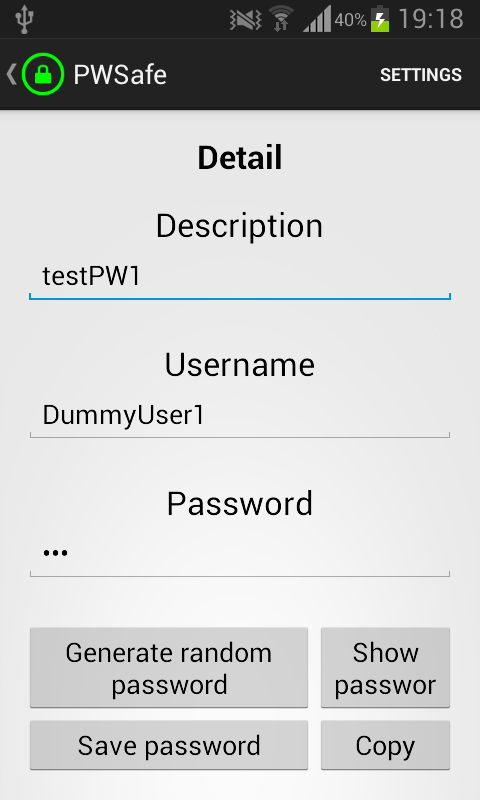 40% 19:18
PWSafe SETTINGS
Detail
Description
testPW1
Username
DummyUser1
Password
•••
Generate random
password
Show
passwor
Save password
Copy